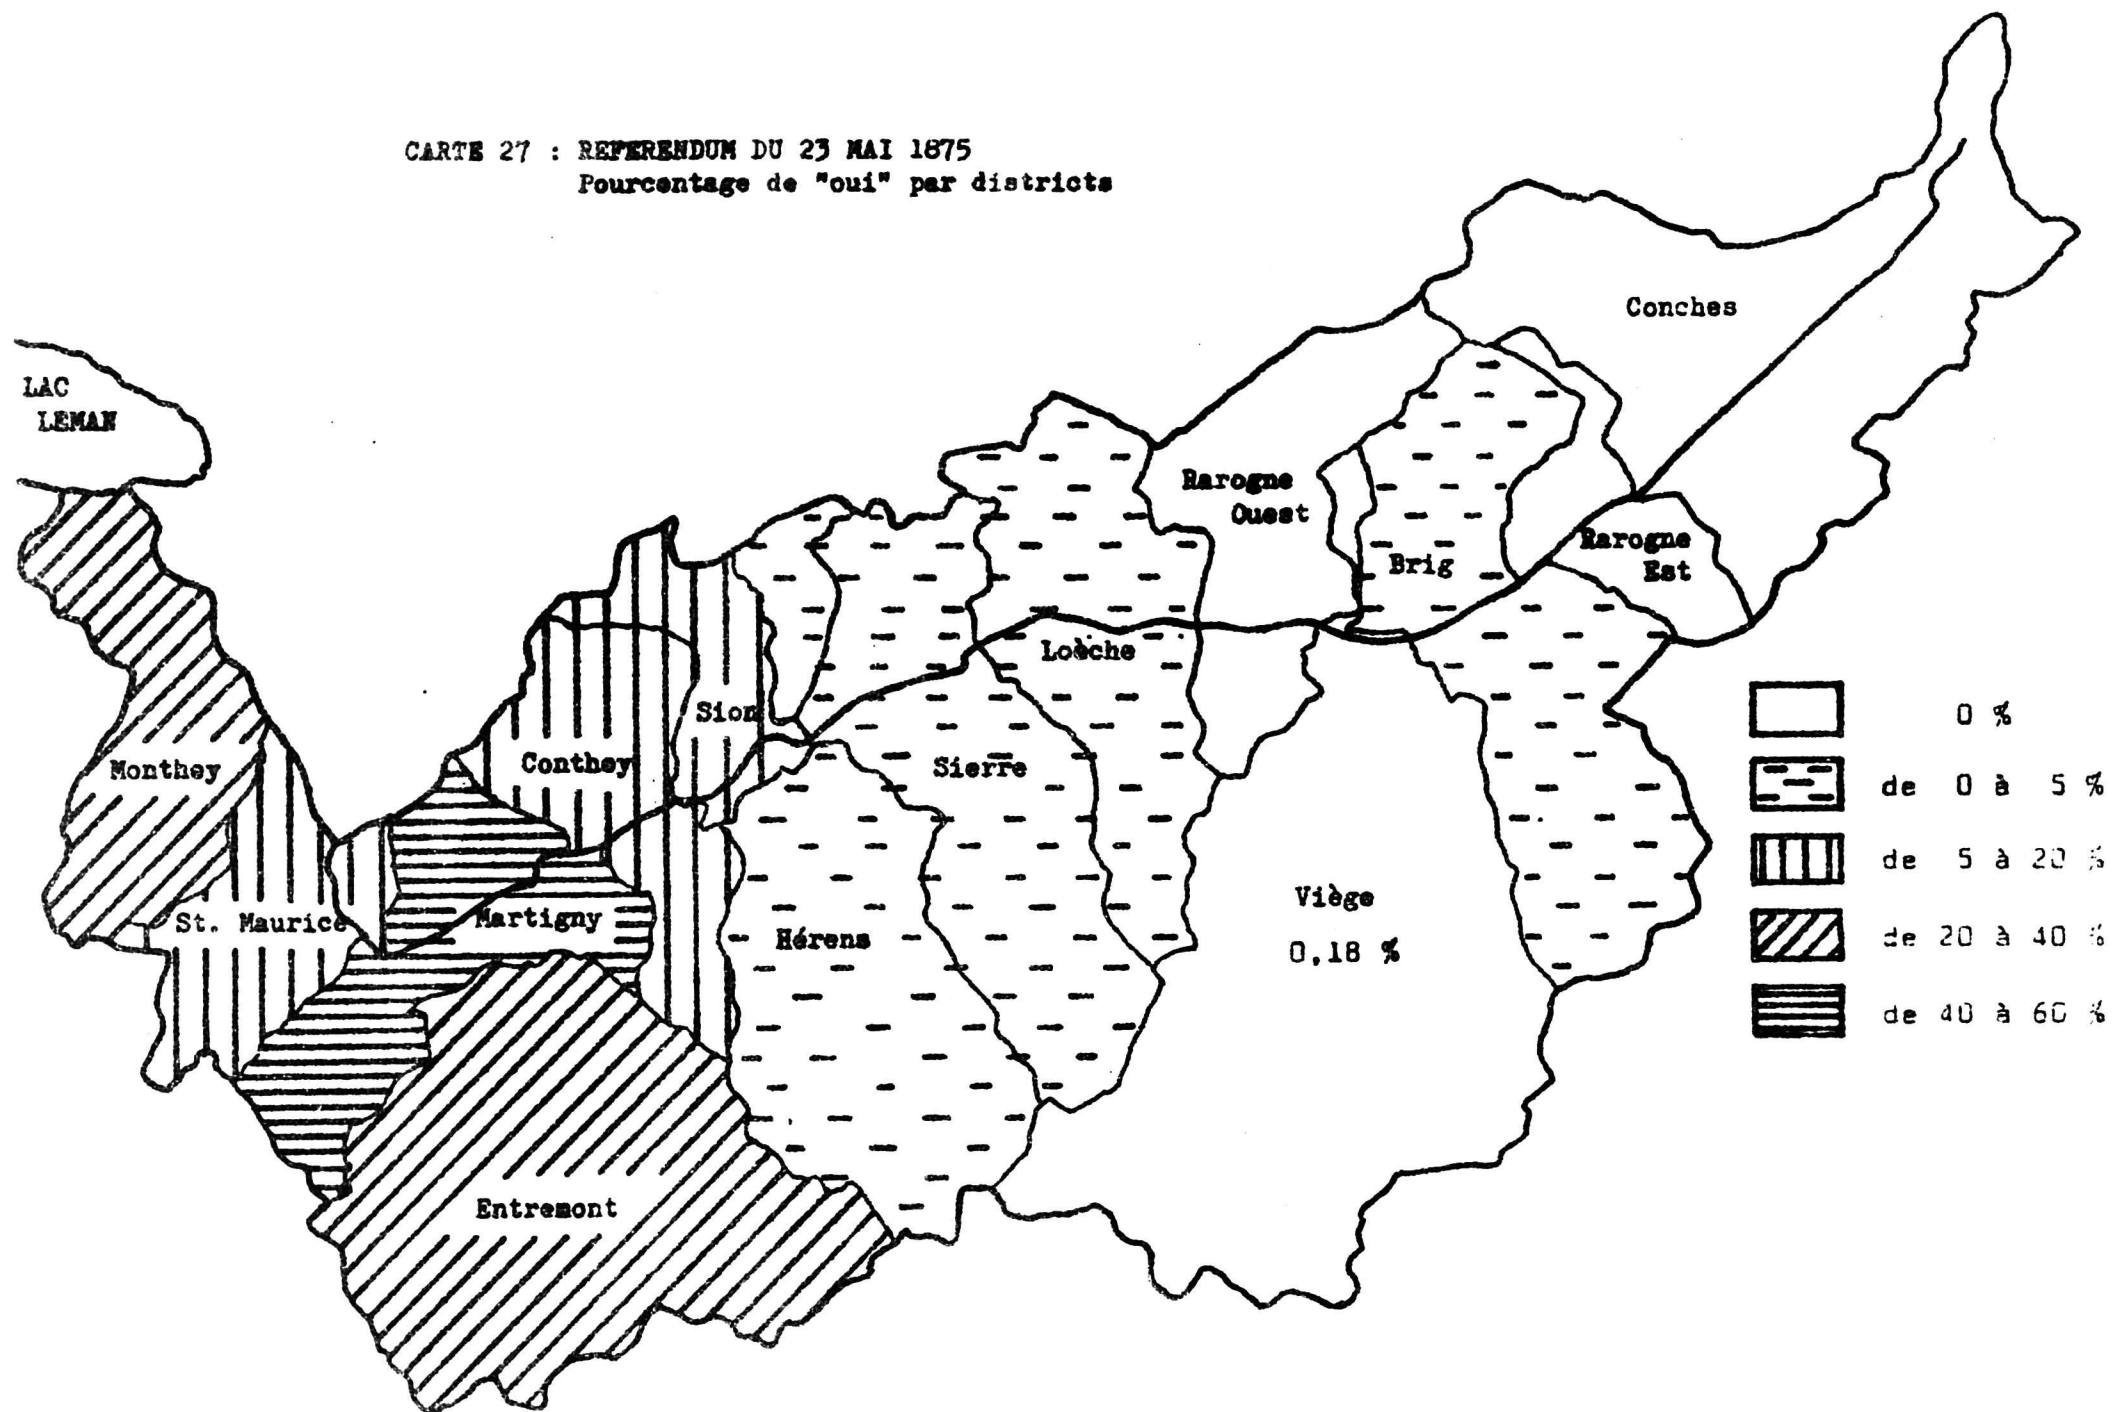 CARTE 27 : REFERENDUM DU 23 MAI 1875
Pourcentage de "oui" par districts
LAC
LEMAN
Conches
Rarogne
Ouest
Brig
Rarogne
Est
Loèche
Sion
Conthey
Sierre
Monthey
St. Maurice
Martigny
Hérens
Viège
0,18 %
Entremont
0 %
de 0 à 5 %
de 5 à 20 %
de 20 à 40 %
de 40 à 60 %